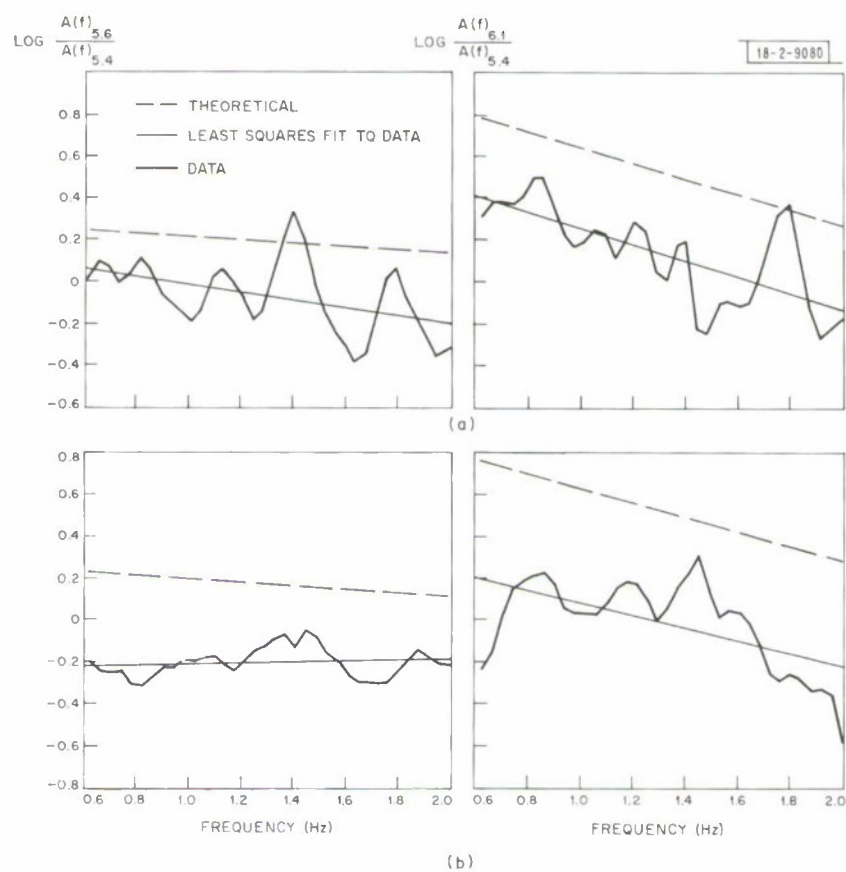 LOG A(f)5.6
A(f)5.4
LOG A(f)6.1
A(f)5.4
18-2-9080
THEORETICAL
LEAST SQUARES FIT TO DATA
DATA
0.8
0.6
0.4
0.2
0
-0.2
-0.4
-0.6
(a)
0.8
0.6
0.4
0.2
0
-0.2
-0.4
-0.6
-0.8
0.6 1.0 1.2 1.4 1.6 1.8 2.0
0.6 1.0 1.2 1.4 1.6 1.8 2.0
FREQUENCY (Hz)
FREQUENCY (Hz)
(b)